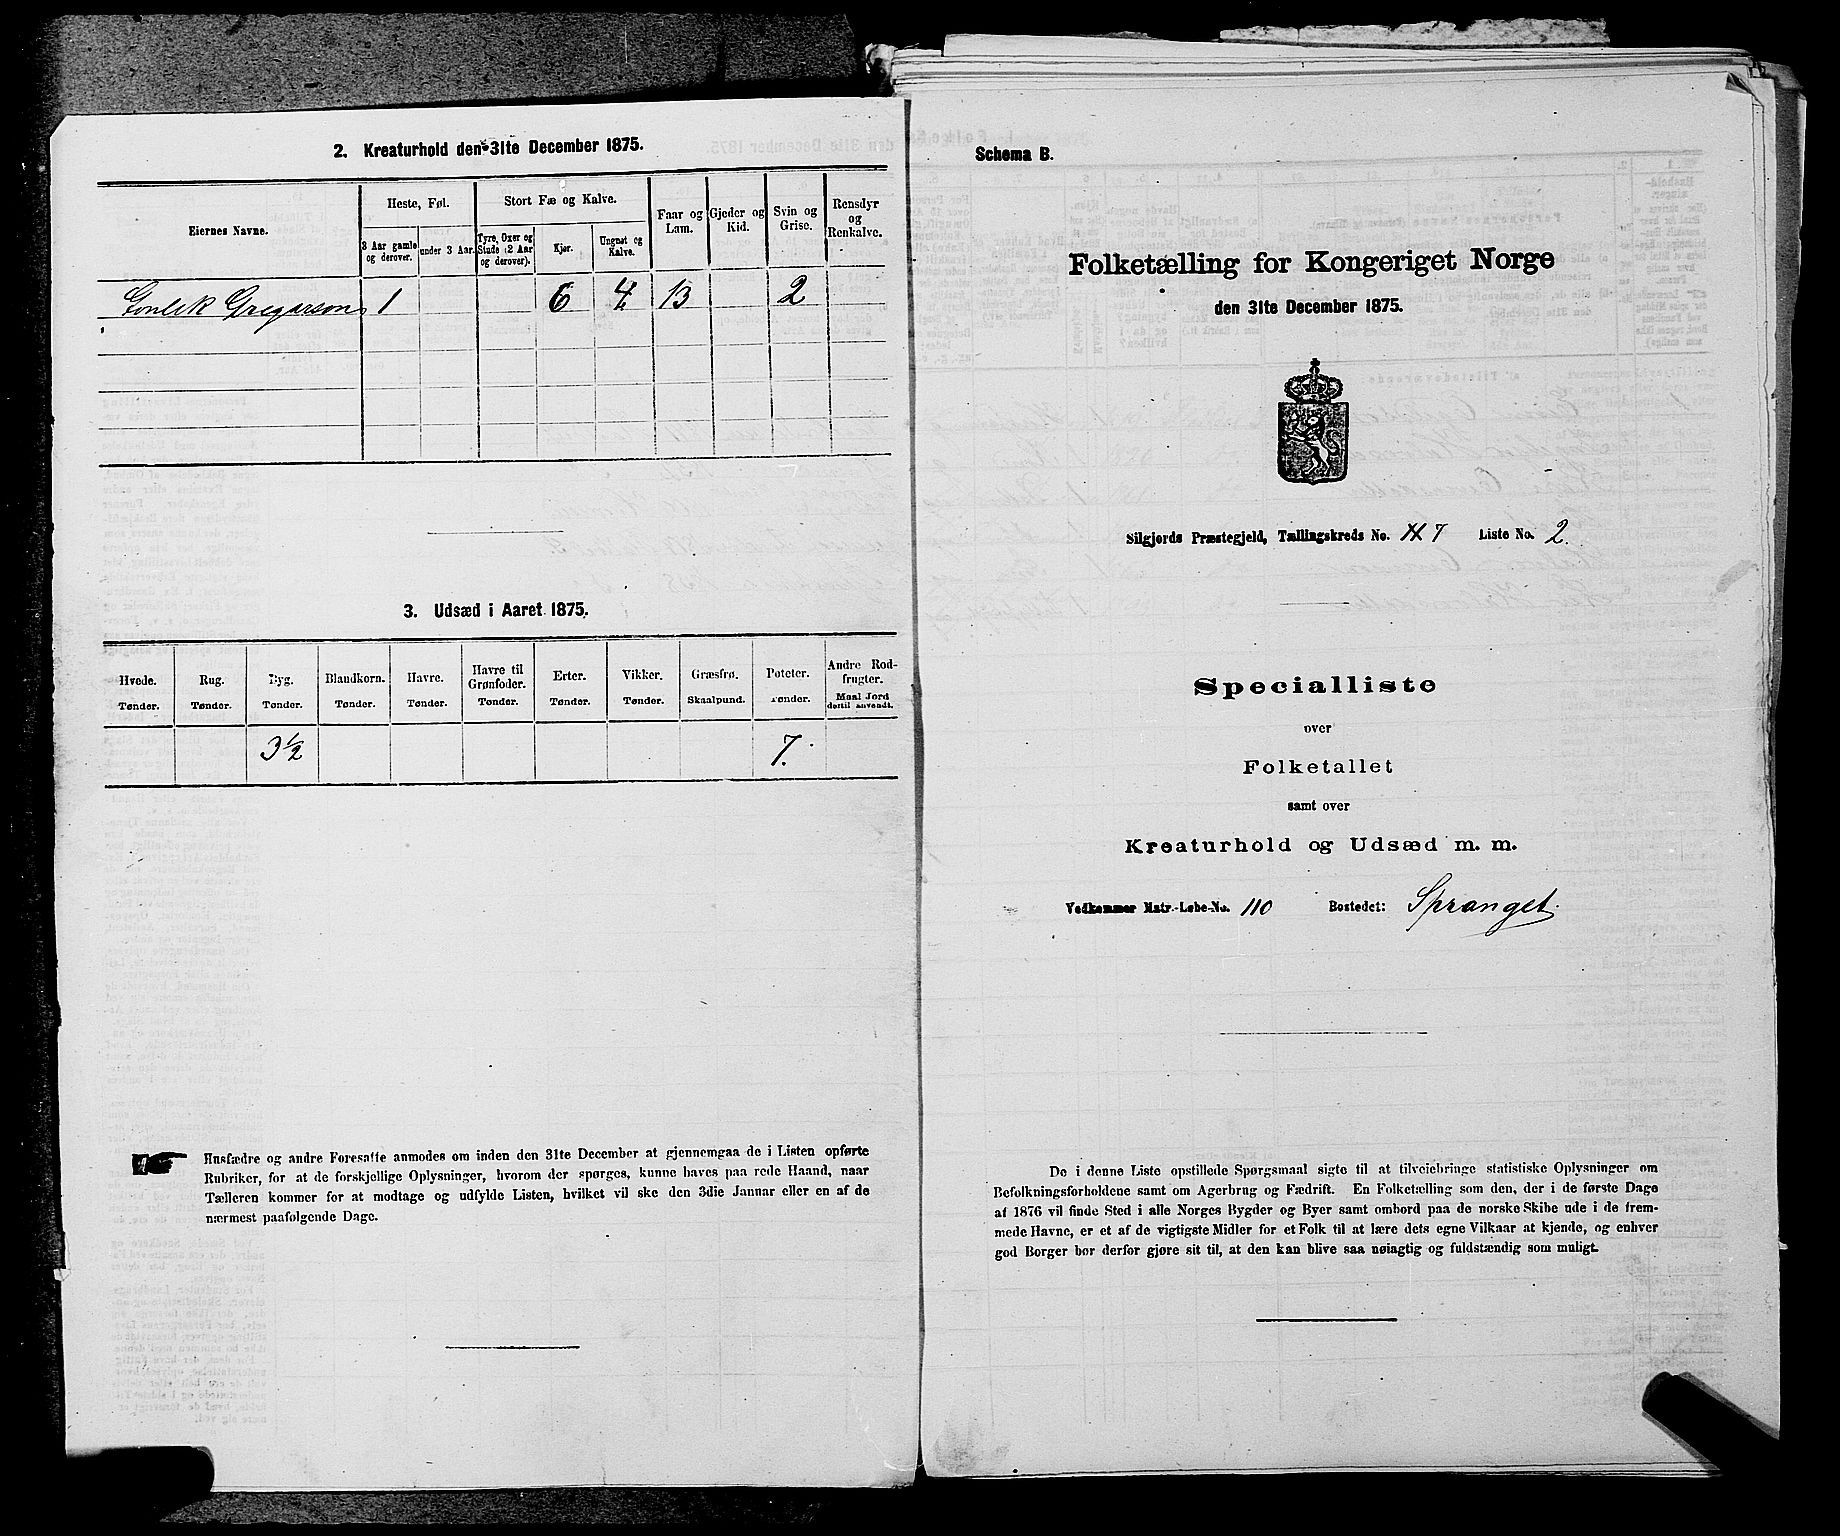 2. Kreaturhold den 31te December 1875.
Eiernes Navne.
Heste, Føl.
Stort Fæ og Kalve.
Faar og Lam.
Gjeder og Kid.
Svin og Grise.
Rensdyr og Renkalve.
3 Aar gamle og derover.
under 3 Aar.
Tyre, Oxer og Stude (2 Aar og derover).
Kjør.
Ungnøt og Kalve.
Gregarson 1 6 4 13 2
3. Udsæd i Aaret 1875.
Hvede. Rug. Byg. Blandkorn. Havre. Havre til Grønfoder. Erter. Vikker. Græsfrø. Poteter. Andre Rodfrugter.
Tønder. Tønder. Tønder. Tønder. Tønder. Tønder. Tønder. Tønder. Skaalpund. Tønder. Maal Jord dertil anvendt.
3 ½ 7.
Husfædre og andre Foresatte anmodes om inden den 31te December at gjennemgaa de i Listen opførte
Rubriker, for at de forskjellige Oplysninger, hvorom der spørges, kunne haves paa rede Haand, naar
Tælleren kommer for at modtage og udfylde Listen, hvilket vil ske den 3die Januar eller en af de
nærmest paafølgende Dage.
Schema B.
Folketælling for Kongeriget Norge
den 31te December 1875.
Silgjords Præstegjeld, Tællingskreds No. 7 Liste No. 2.
Specialliste
over
Folketallet
samt over
Kreaturhold og Udsæd m. m.
Vedkommer Matr.-Løbe-No. 110 Bostedet: Spranget.
De i denne Liste opstillede Spørgsmaal sigte til at tilveiebringe statistiske Oplysninger om
Befolkningsforholdene samt om Agerbrug og Fædrift. En Folketælling som den, der i de første Dage
af 1876 vil finde Sted i alle Norges Bygder og Byer samt ombord paa de norske Skibe ude i de frem-
mede Havne, er et af de vigtigste Midler for et Folk til at lære dets egne Vilkaar at kjende, og enhver
god Borger bør derfor gjøre sit til, at den kan blive saa nøiagtig og fuldstændig som muligt.